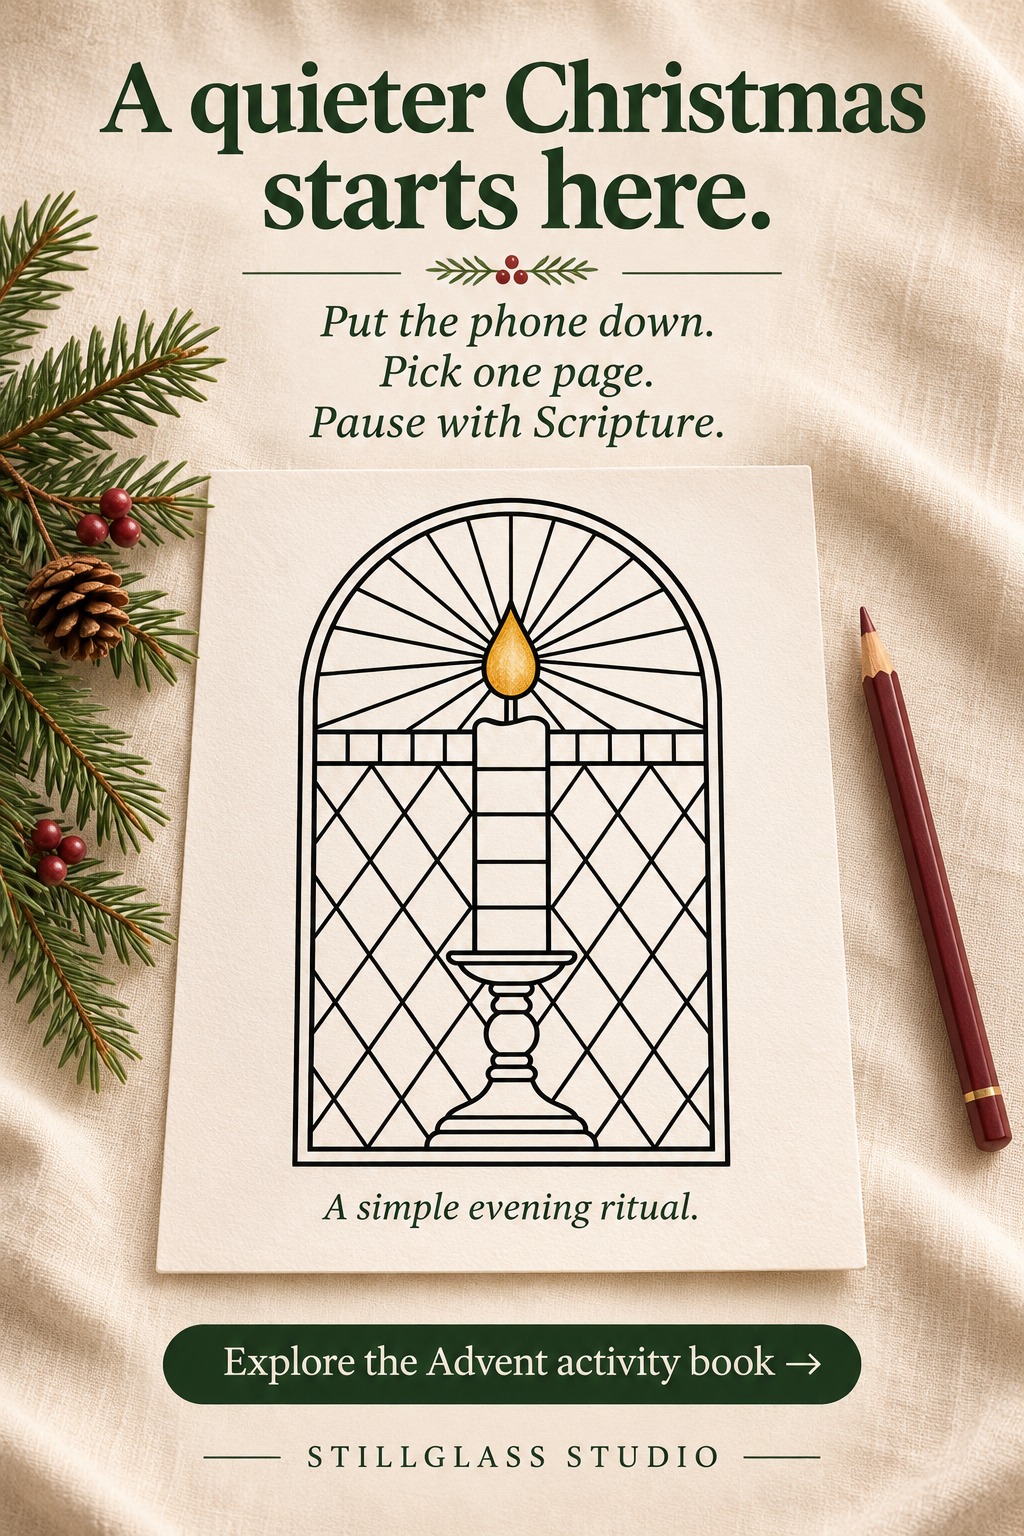 A quieter Christmas
starts here.
Put the phone down.
Pick one page.
Pause with Scripture.
A simple evening ritual.
Explore the Advent activity book →
STILLGLASS STUDIO